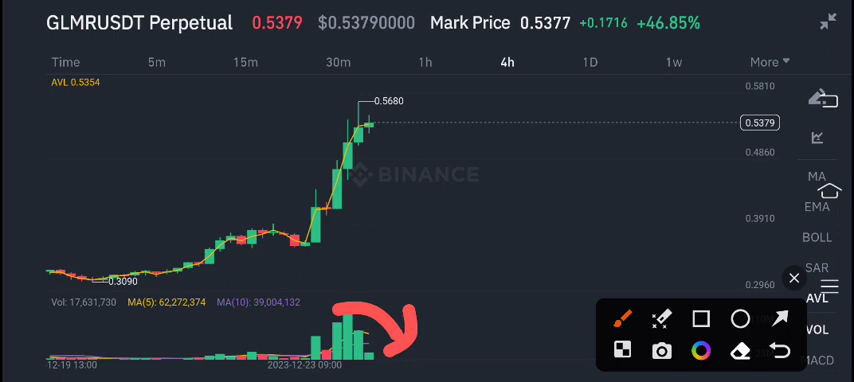 GLMRUSDT Perpetual 0.5379 $0.53790000 Mark Price 0.5377 +0.1716 +46.85%
Time 5m 15m 30m 1h 4h 1D 1w More
AVL 0.5354
0.5810
0.5680
0.5379
0.4860
BINANCE
MA
EMA
0.3910
BOLL
SAR
0.3090
0.2960
AVL
Vol: 17,631,730 MA(5): 62,272,374 MA(10): 39,004,132
VOL
MACD
12-19 13:00 2023-12-23 09:00